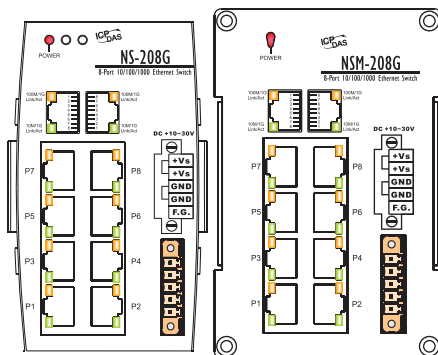 ICP DAS
POWER
NS-208G
8-Port 10/100/1000 Ethernet Switch
100M/1G
Link/Act
100M/1G
Link/Act
10M/1G
Link/Act
10M/1G
Link/Act
DC +10~30V
P7
P8
+Vs
+Vs
GND
GND
F.G.
P5
P6
P3
P4
P1
P2
ICP DAS
POWER
NSM-208G
8-Port 10/100/1000 Ethernet Switch
100M/1G
Link/Act
100M/1G
Link/Act
10M/1G
Link/Act
10M/1G
Link/Act
DC +10~30V
P7
P8
+Vs
+Vs
GND
GND
F.G.
P5
P6
P3
P4
P1
P2